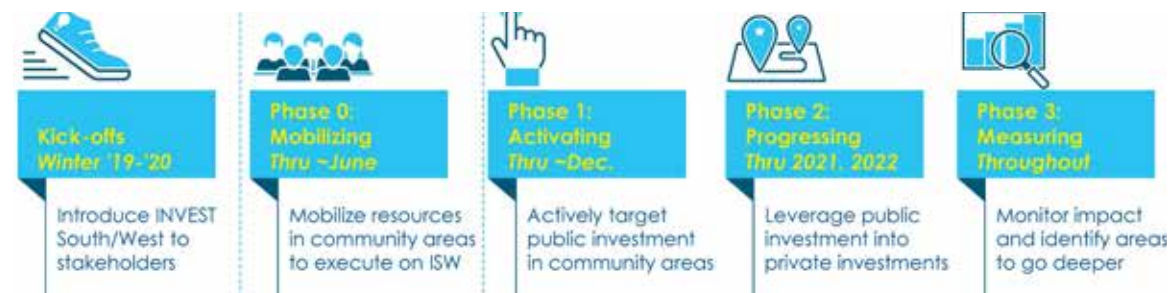 Kick-offs
Winter '19-'20
Introduce INVEST
South/West to
stakeholders
Phase 0:
Mobilizing
Thru ~June
Mobilize resources
in community areas
to execute on ISW
Phase 1:
Activating
Thru ~Dec.
Actively target
public investment
in community areas
Phase 2:
Progressing
Thru 2021, 2022
Leverage public
investment into
private investments
Phase 3:
Measuring
Throughout
Monitor impact
and identify areas
to go deeper